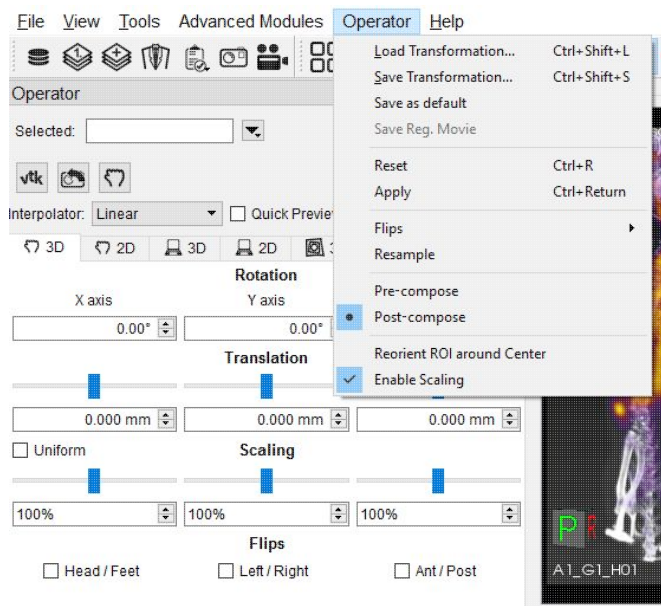 File View Tools Advanced Modules Operator Help
Load Transformation... Ctrl+Shift+L
Save Transformation... Ctrl+Shift+S
Save as default
Save Reg. Movie
Reset Ctrl+R
Apply Ctrl+Return
Flips
Resample
Pre-compose
Post-compose
Reorient ROI around Center
Enable Scaling
Operator
Selected:
vtk
Interpolator: Linear Quick
3D 2D 3D 2D
Rotation
X axis Y axis
0.00° 0.00°
Translation
0.000 mm 0.000 mm 0.000 mm
Uniform Scaling
100% 100% 100%
Flips
Head / Feet Left / Right Ant / Post
P R
A1_G1_H01